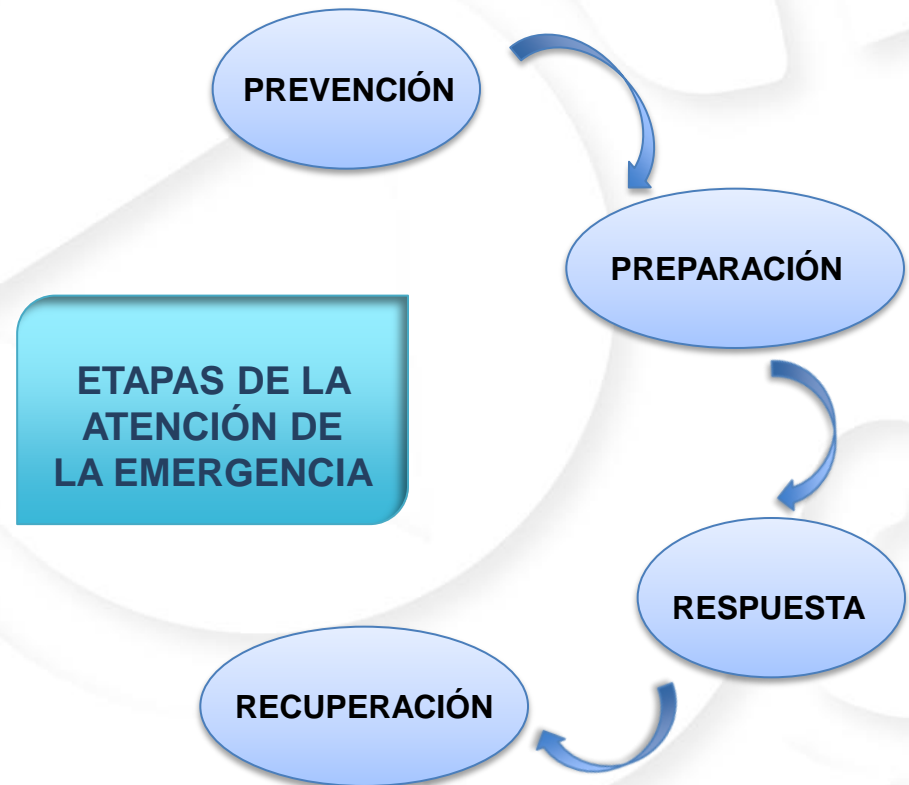 PREVENCIÓN
PREPARACIÓN
ETAPAS DE LA
ATENCIÓN DE
LA EMERGENCIA
RESPUESTA
RECUPERACIÓN